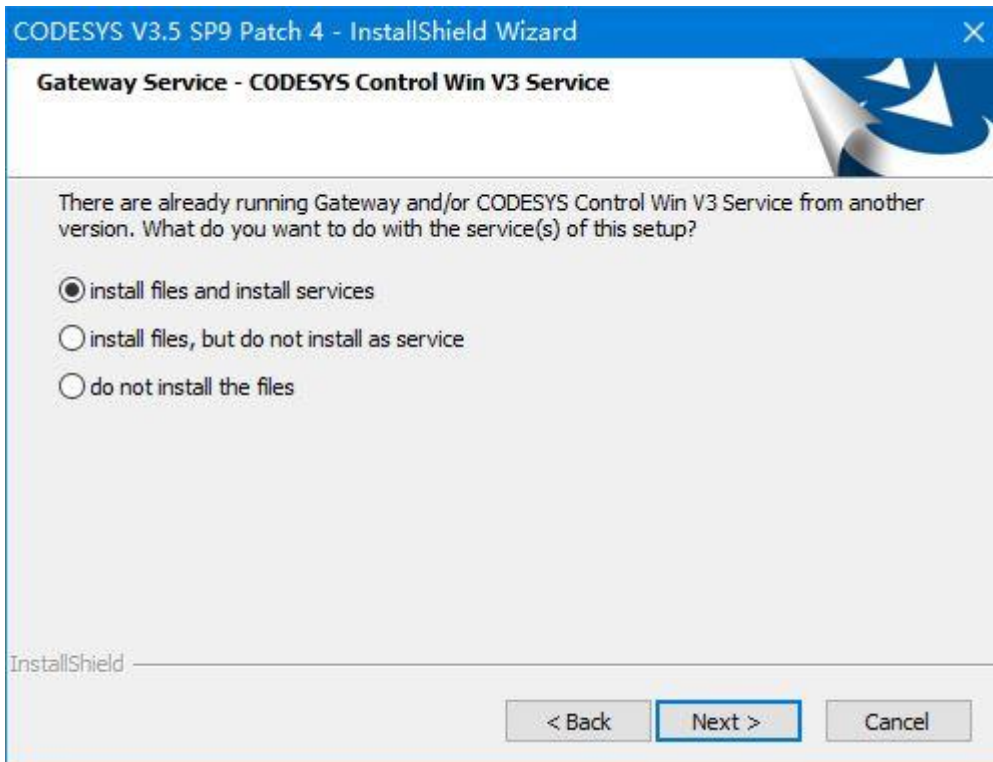 CODESYS V3.5 SP9 Patch 4 - InstallShield Wizard
Gateway Service - CODESYS Control Win V3 Service
There are already running Gateway and/or CODESYS Control Win V3 Service from another
version. What do you want to do with the service(s) of this setup?
install files and install services
install files, but do not install as service
do not install the files
InstallShield
< Back Next > Cancel